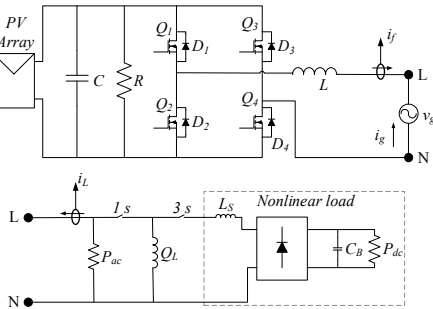 PV
Array
C
R
Q1
D1
Q2
D2
Q3
D3
Q4
D4
L
if
L
vg
ig
N
iL
L
1 s
3 s
LS
Nonlinear load
Pac
QL
CB
Pdc
N